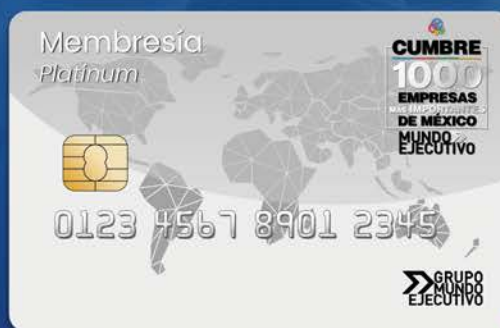 Membresía
Platinum
CUMBRE
1000
EMPRESAS
MÁS IMPORTANTES
DE MÉXICO
MUNDO
EJECUTIVO
0123 4567 8901 2345
GRUPO
MUNDO
EJECUTIVO